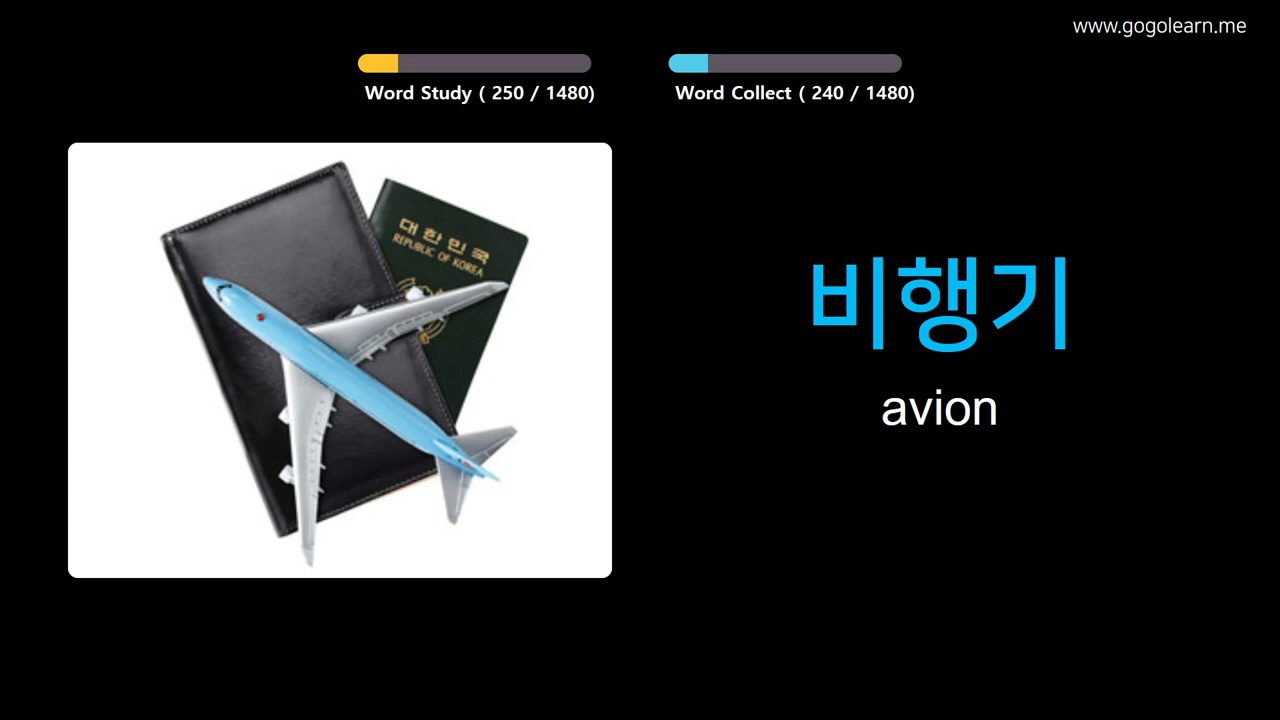 www.gogolearn.me
Word Study ( 250 / 1480)
Word Collect ( 240 / 1480)
대한민국
REPUBLIC OF KOREA
비행기
avion